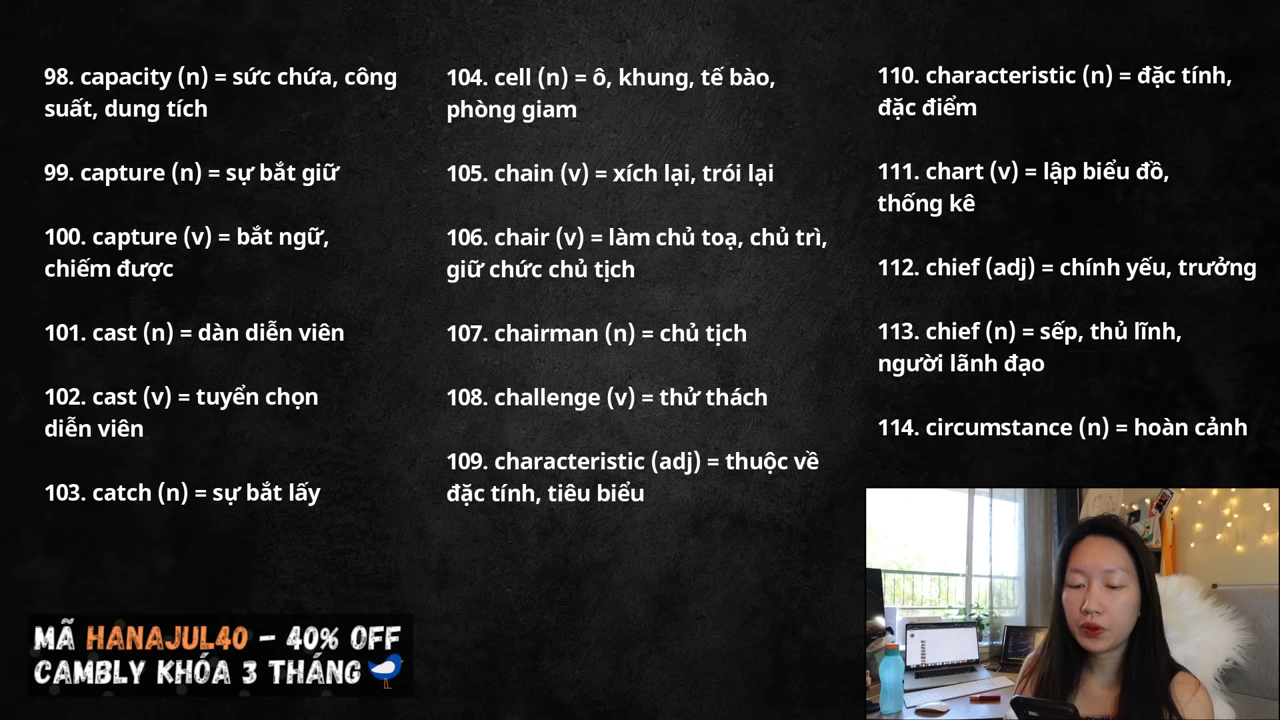 98. capacity (n) = sức chứa, công
suất, dung tích
99. capture (n) = sự bắt giữ
100. capture (v) = bắt ngữ,
chiếm được
101. cast (n) = dàn diễn viên
102. cast (v) = tuyển chọn
diễn viên
103. catch (n) = sự bắt lấy
104. cell (n) = ô, khung, tế bào,
phòng giam
105. chain (v) = xích lại, trói lại
106. chair (v) = làm chủ toạ, chủ trì,
giữ chức chủ tịch
107. chairman (n) = chủ tịch
108. challenge (v) = thử thách
109. characteristic (adj) = thuộc về
đặc tính, tiêu biểu
110. characteristic (n) = đặc tính,
đặc điểm
111. chart (v) = lập biểu đồ,
thống kê
112. chief (adj) = chính yếu, trưởng
113. chief (n) = sếp, thủ lĩnh,
người lãnh đạo
114. circumstance (n) = hoàn cảnh
MÃ HANAJUL40 – 40% OFF
CAMBLY KHÓA 3 THÁNG